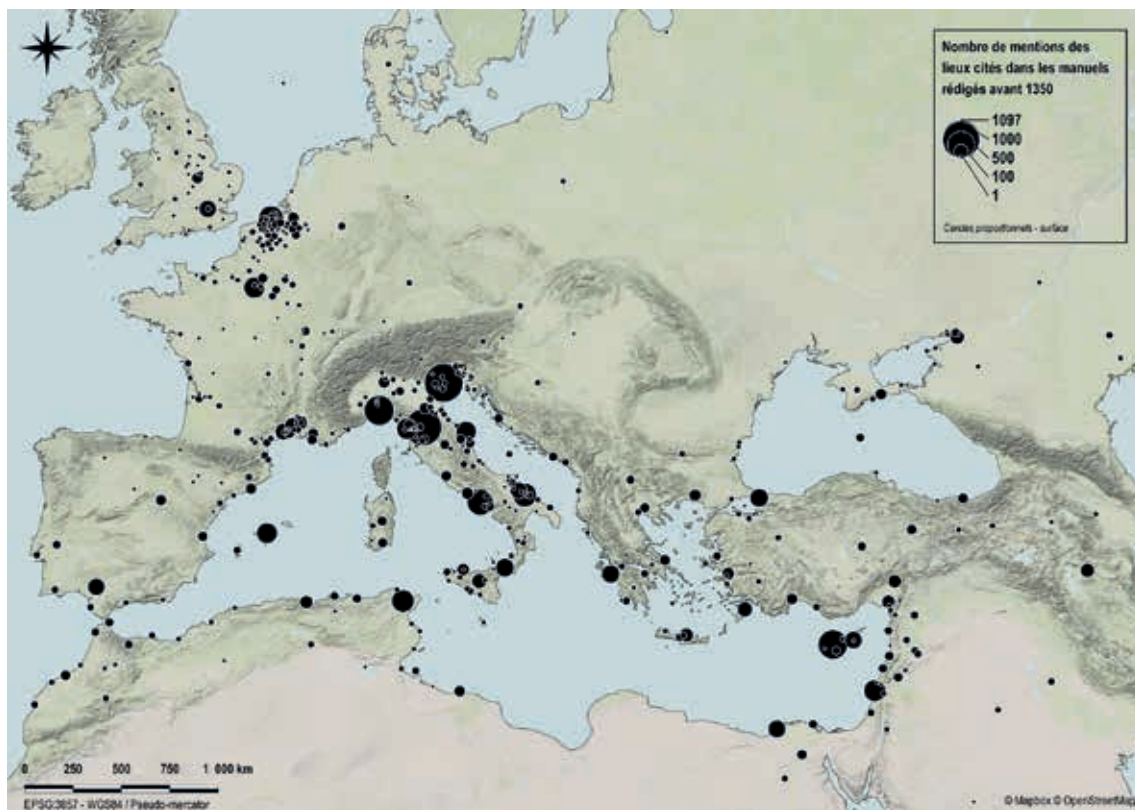 Nombre de mentions des
lieux cités dans les manuels
rédigés avant 1350
1097
1000
500
100
1
Cercles proportionnels - surface
0 250 500 750 1 000 km
EPSG:3857 - WGS84 / Pseudo-mercator
© Mapbox © OpenStreetMap